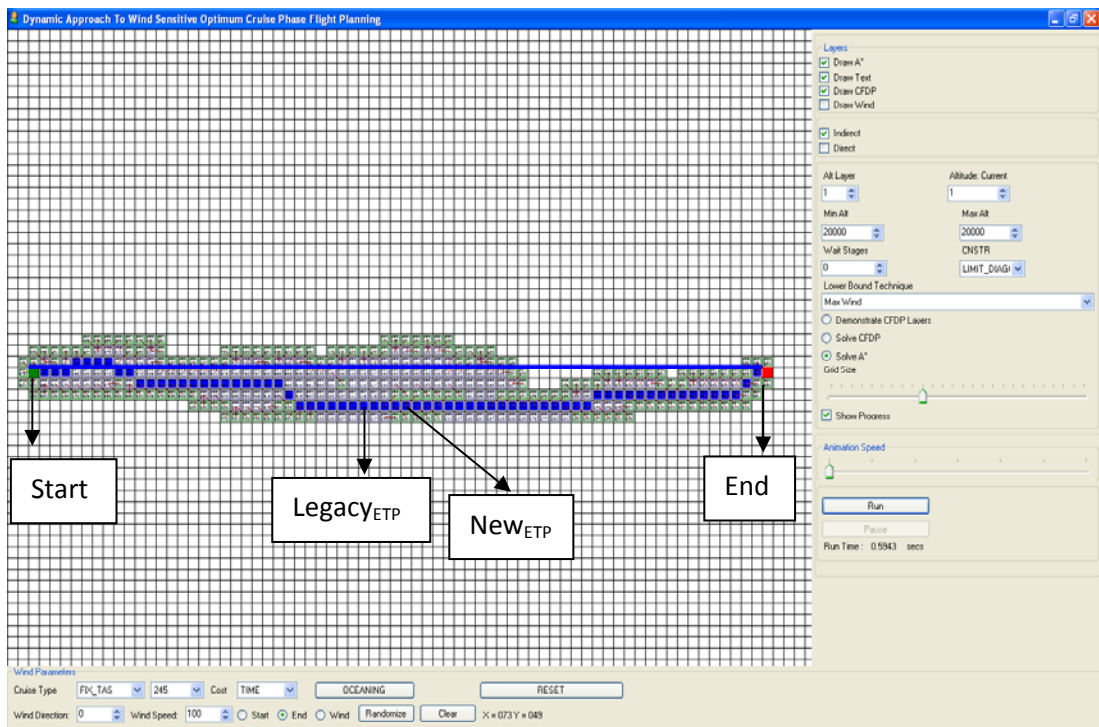 Dynamic Approach To Wind Sensitive Optimum Cruise Phase Flight Planning
Layers
Draw A*
Draw Text
Draw CFDP
Draw Wind
Indirect
Direct
Alt Layer
Altitude: Current
1
1
Min Alt
Max Alt
20000
20000
Wait Stages
CNSTR
0
LIMIT_DIAG
Lower Bound Technique
Max Wind
Demonstrate CFDP Layers
Solve CFDP
Solve A*
Grid Size
Show Progress
Animation Speed
Run
Pause
Run Time : 0.5943 secs
Start
Legacy ETP
New ETP
End
Wind Parameters
Cruise Type FIX_TAS 245 Cost TIME OCEANING RESET
Wind Direction: 0 Wind Speed: 100 Start End Wind Randomize Clear X = 073 Y = 049